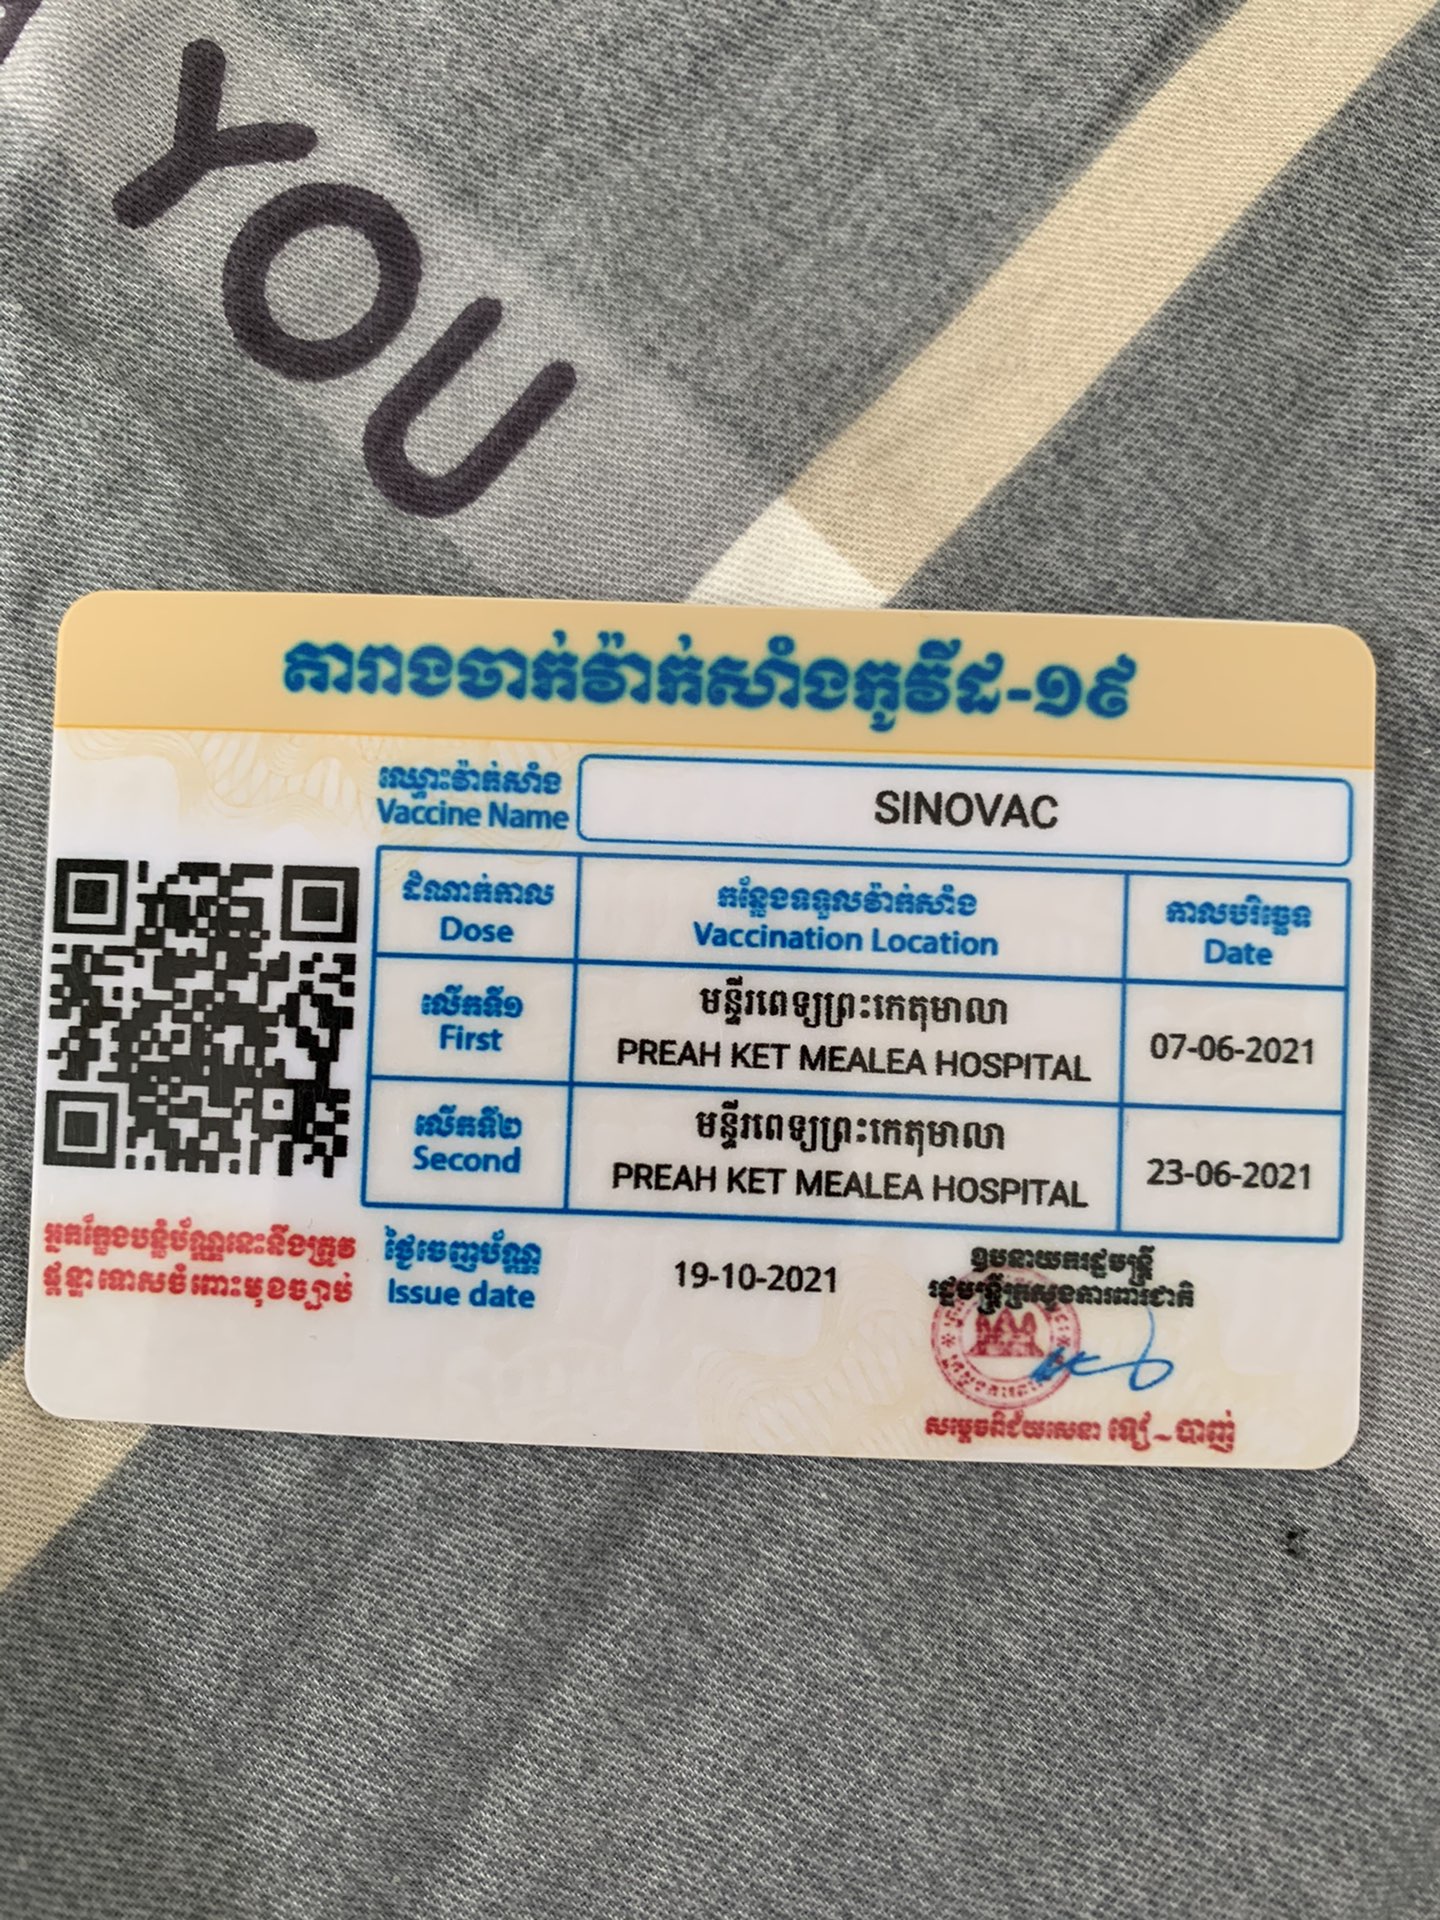 YOU
តារាងចាក់វ៉ាក់សាំងកូវីដ-១៩
ឈ្មោះវ៉ាក់សាំង
Vaccine Name
SINOVAC
ដំណាក់កាល
Dose
កន្លែងទទួលវ៉ាក់សាំង
Vaccination Location
កាលបរិច្ឆេទ
Date
លើកទី១
First
មន្ទីរពេទ្យព្រះកេតុមាលា
PREAH KET MEALEA HOSPITAL
07-06-2021
លើកទី២
Second
មន្ទីរពេទ្យព្រះកេតុមាលា
PREAH KET MEALEA HOSPITAL
23-06-2021
អ្នកក្លែងបន្លំប័ណ្ណនេះនឹងត្រូវ
ផ្តន្ទាទោសចំពោះមុខច្បាប់
ថ្ងៃចេញប័ណ្ណ
Issue date
19-10-2021
ឧបនាយករដ្ឋមន្ត្រី
រដ្ឋមន្ត្រីក្រសួងការពារជាតិ
សម្តេចពិជ័យសេនា ទៀ បាញ់